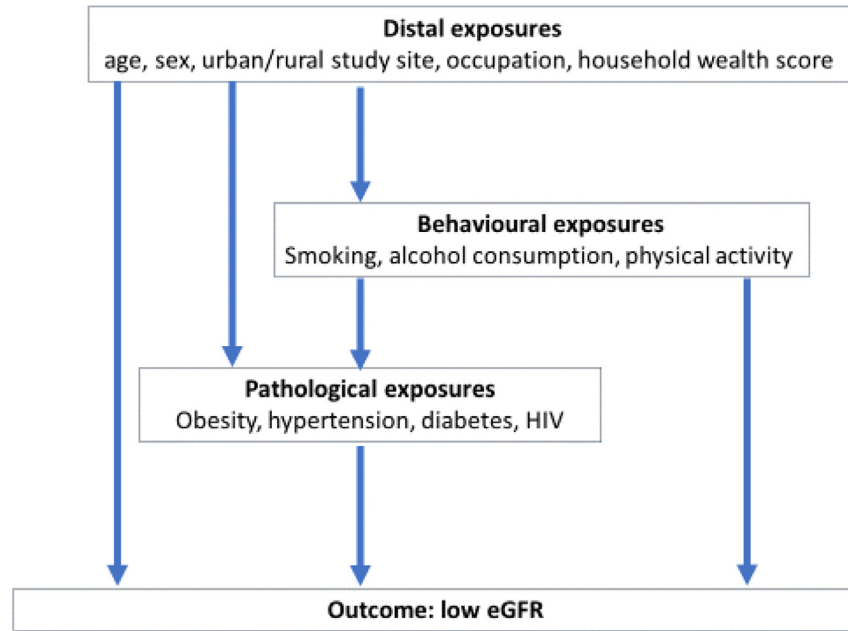 Distal exposures
age, sex, urban/rural study site, occupation, household wealth score
Behavioural exposures
Smoking, alcohol consumption, physical activity
Pathological exposures
Obesity, hypertension, diabetes, HIV
Outcome: low eGFR